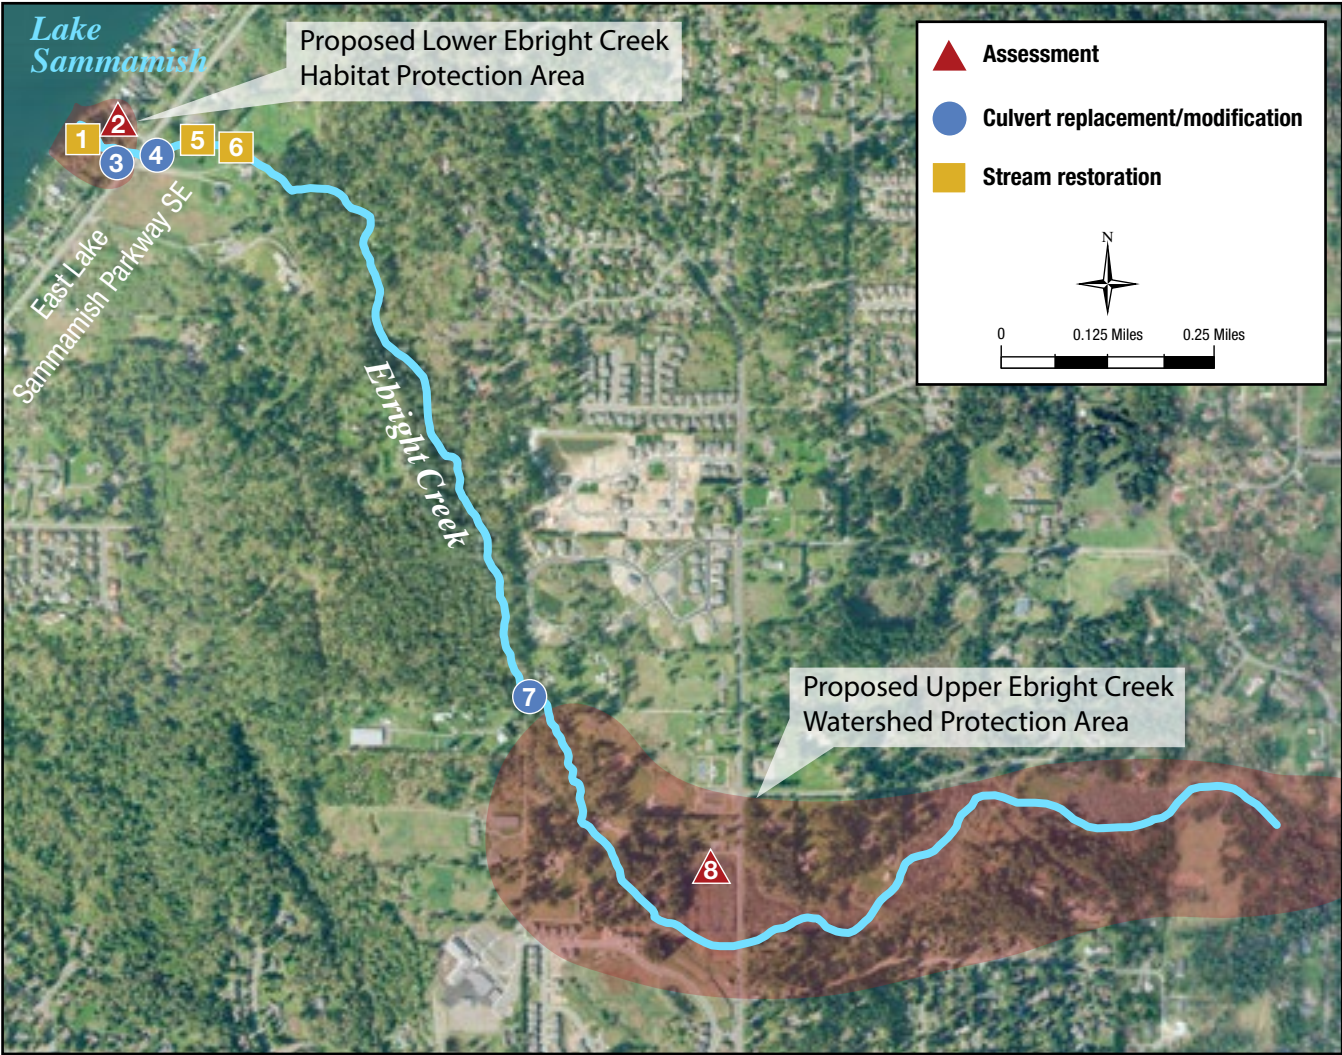 Lake
Sammamish
Proposed Lower Ebright Creek
Habitat Protection Area
Assessment
Culvert replacement/modification
Stream restoration
N
0
0.125 Miles
0.25 Miles
1
2
3
4
5
6
East Lake
Sammamish Parkway SE
Ebright Creek
7
Proposed Upper Ebright Creek
Watershed Protection Area
8